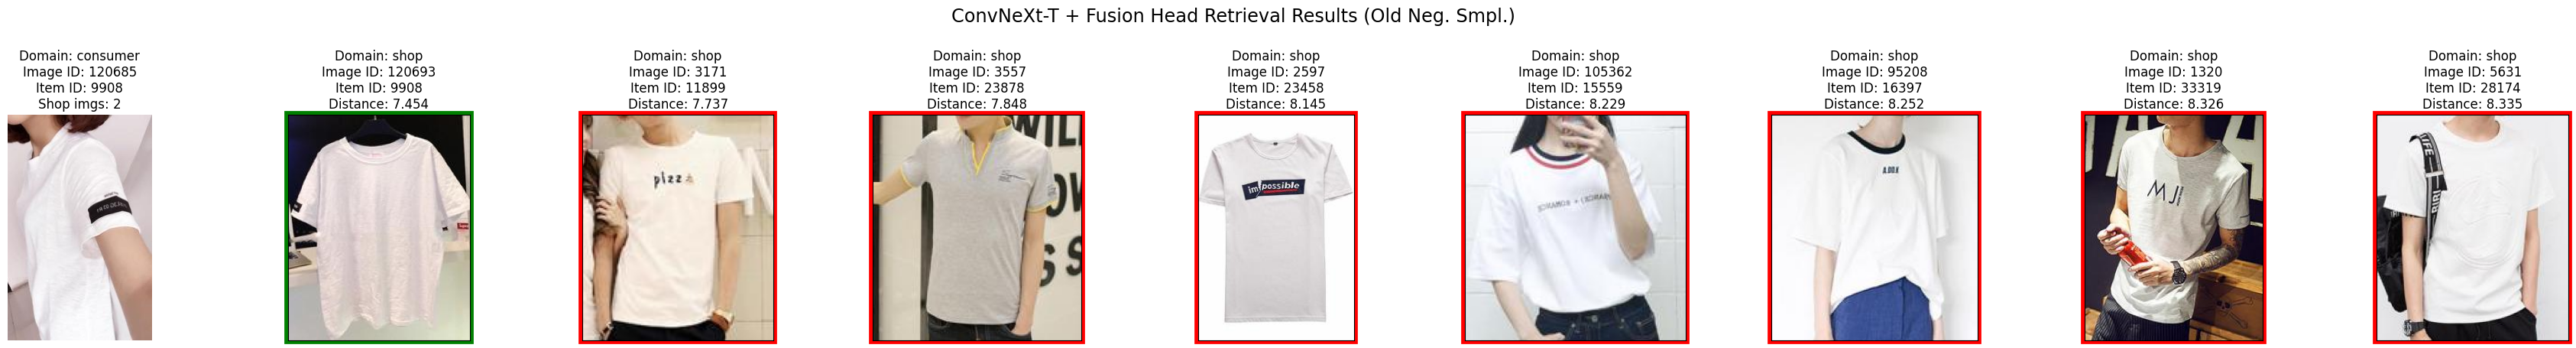 ConvNeXt-T + Fusion Head Retrieval Results (Old Neg. Smpl.)
Domain: consumer
Image ID: 120685
Item ID: 9908
Shop imgs: 2
Domain: shop
Image ID: 120693
Item ID: 9908
Distance: 7.454
Domain: shop
Image ID: 3171
Item ID: 11899
Distance: 7.737
Domain: shop
Image ID: 3557
Item ID: 23878
Distance: 7.848
Domain: shop
Image ID: 2597
Item ID: 23458
Distance: 8.145
Domain: shop
Image ID: 105362
Item ID: 15559
Distance: 8.229
Domain: shop
Image ID: 95208
Item ID: 16397
Distance: 8.252
Domain: shop
Image ID: 1320
Item ID: 33319
Distance: 8.326
Domain: shop
Image ID: 5631
Item ID: 28174
Distance: 8.335
impossible
MJ